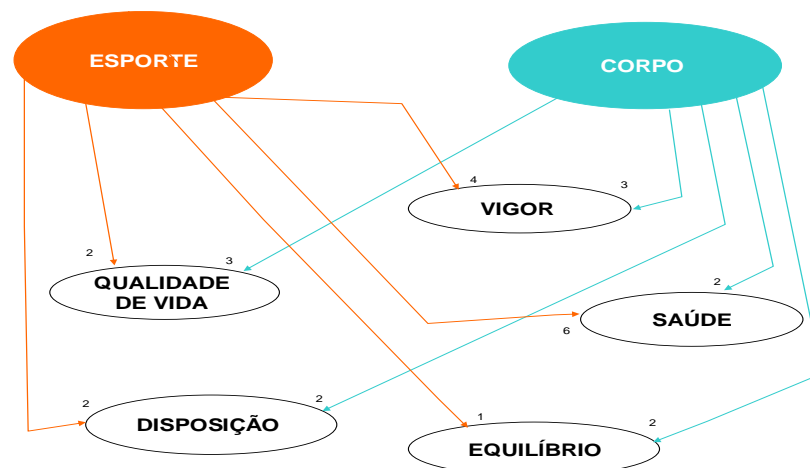 ESPORTE
CORPO
4
3
VIGOR
2
3
QUALIDADE
DE VIDA
2
SAÚDE
6
2
2
DISPOSIÇÃO
1
2
EQUILÍBRIO